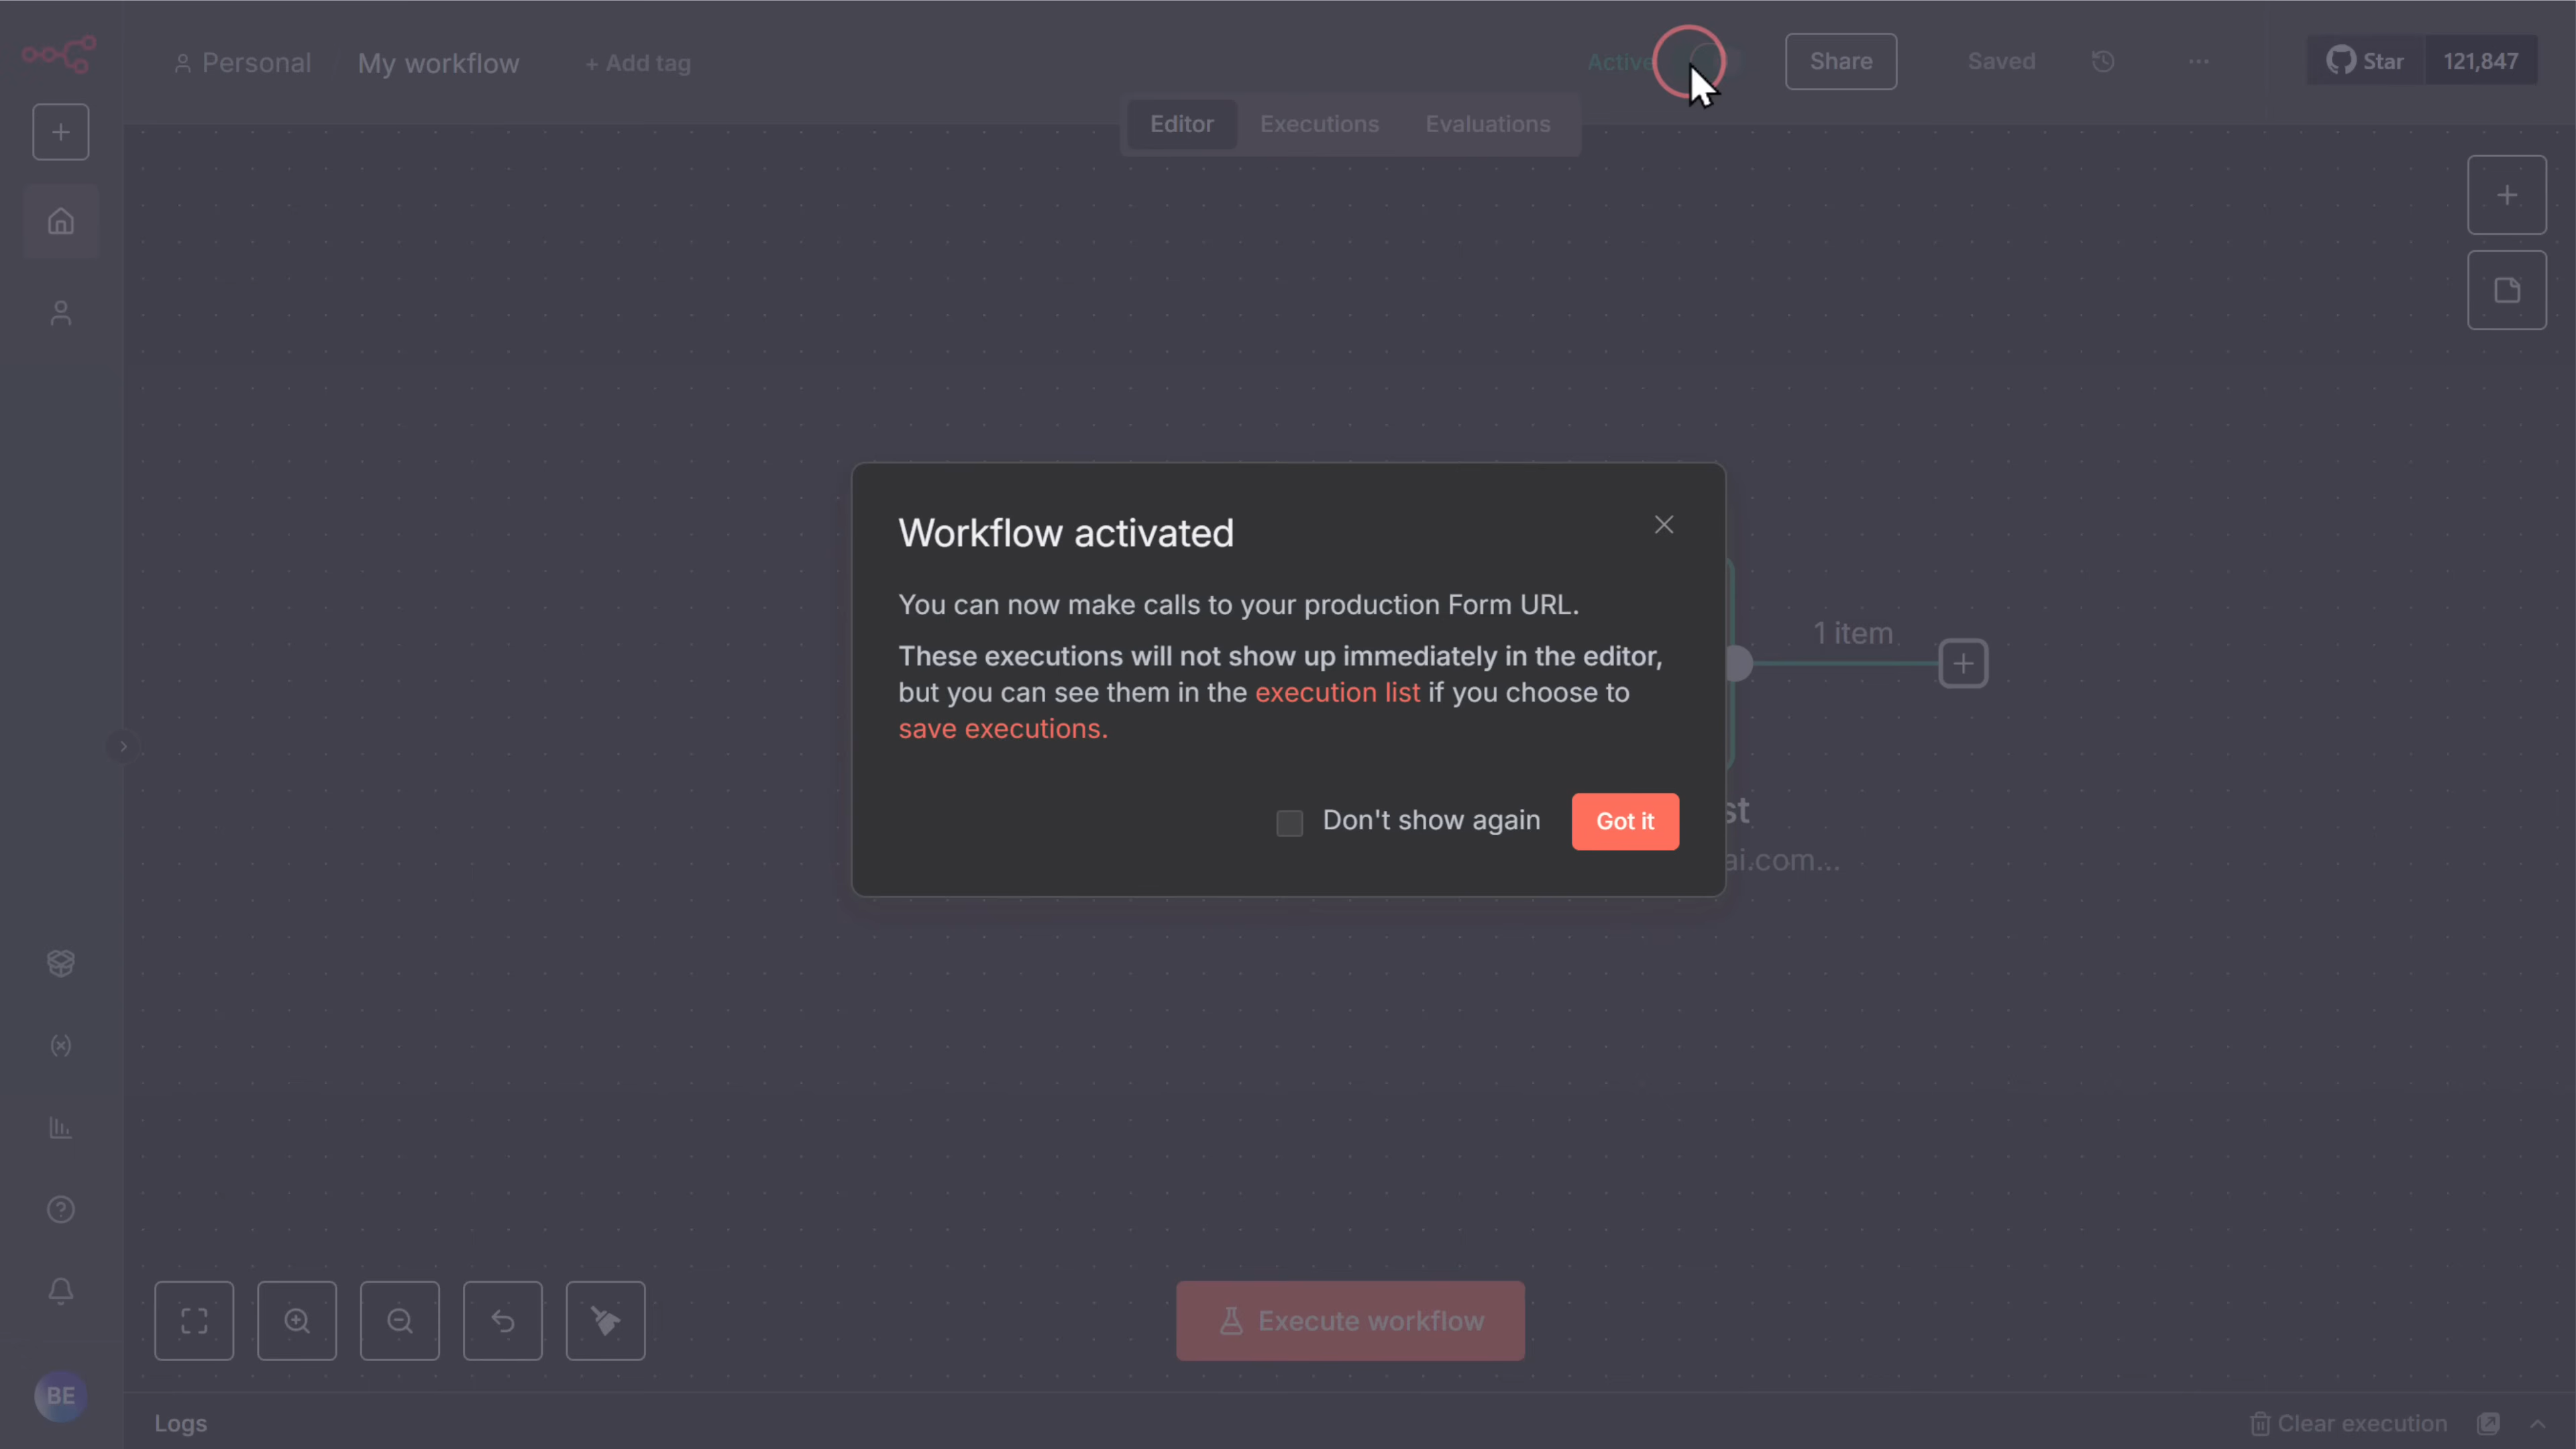 Personal
My workflow
+ Add tag
Active
Share
Saved
Star
121,847
Editor
Executions
Evaluations
Workflow activated
You can now make calls to your production Form URL.
These executions will not show up immediately in the editor,
but you can see them in the execution list if you choose to
save executions.
Don't show again
Got it
1 item
st
ai.com...
Execute workflow
BE
Logs
Clear execution